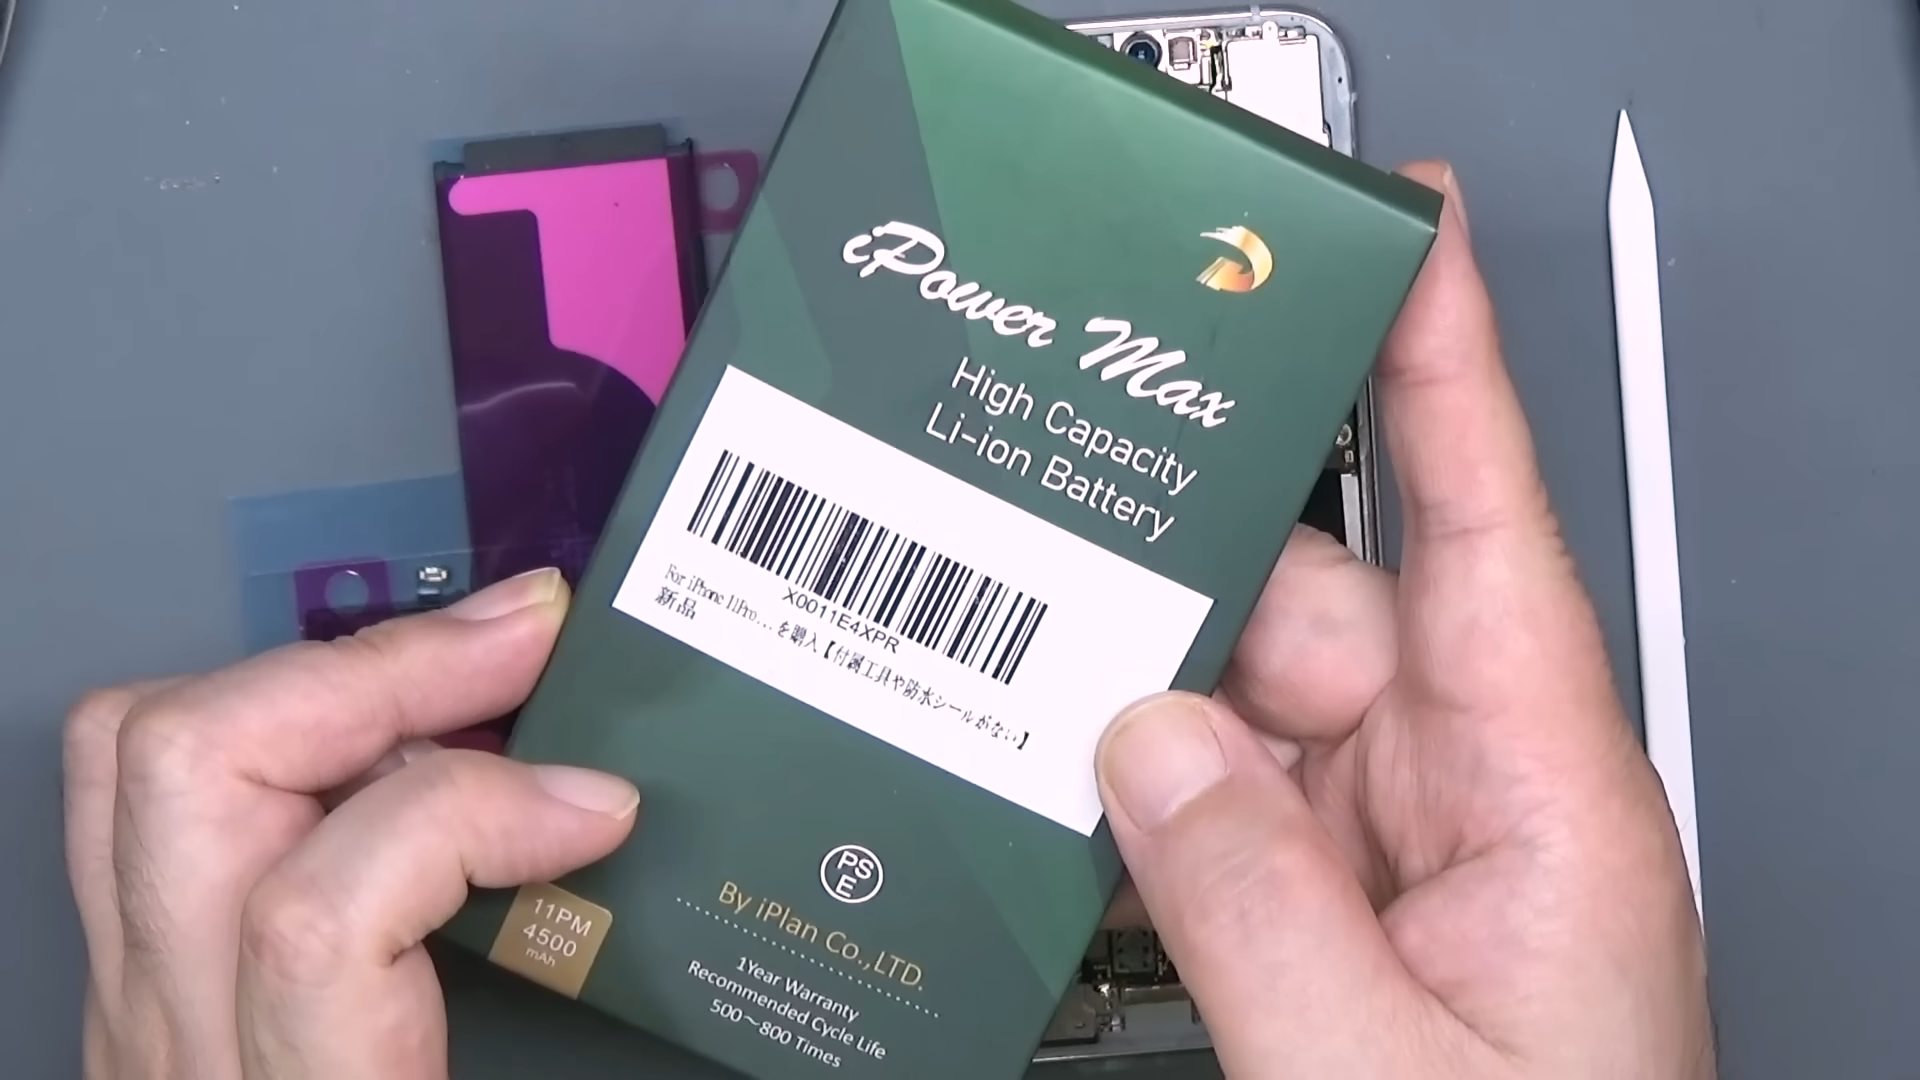 iPower Max
High Capacity
Li-ion Battery
X0011E4XPR
For iPhone 11Pro...を購入【付属工具や防水シールがない】
新品
PS
E
By iPlan Co.,LTD.
1Year Warranty
Recommended Cycle Life
500～800 Times
11PM
4500
mAh